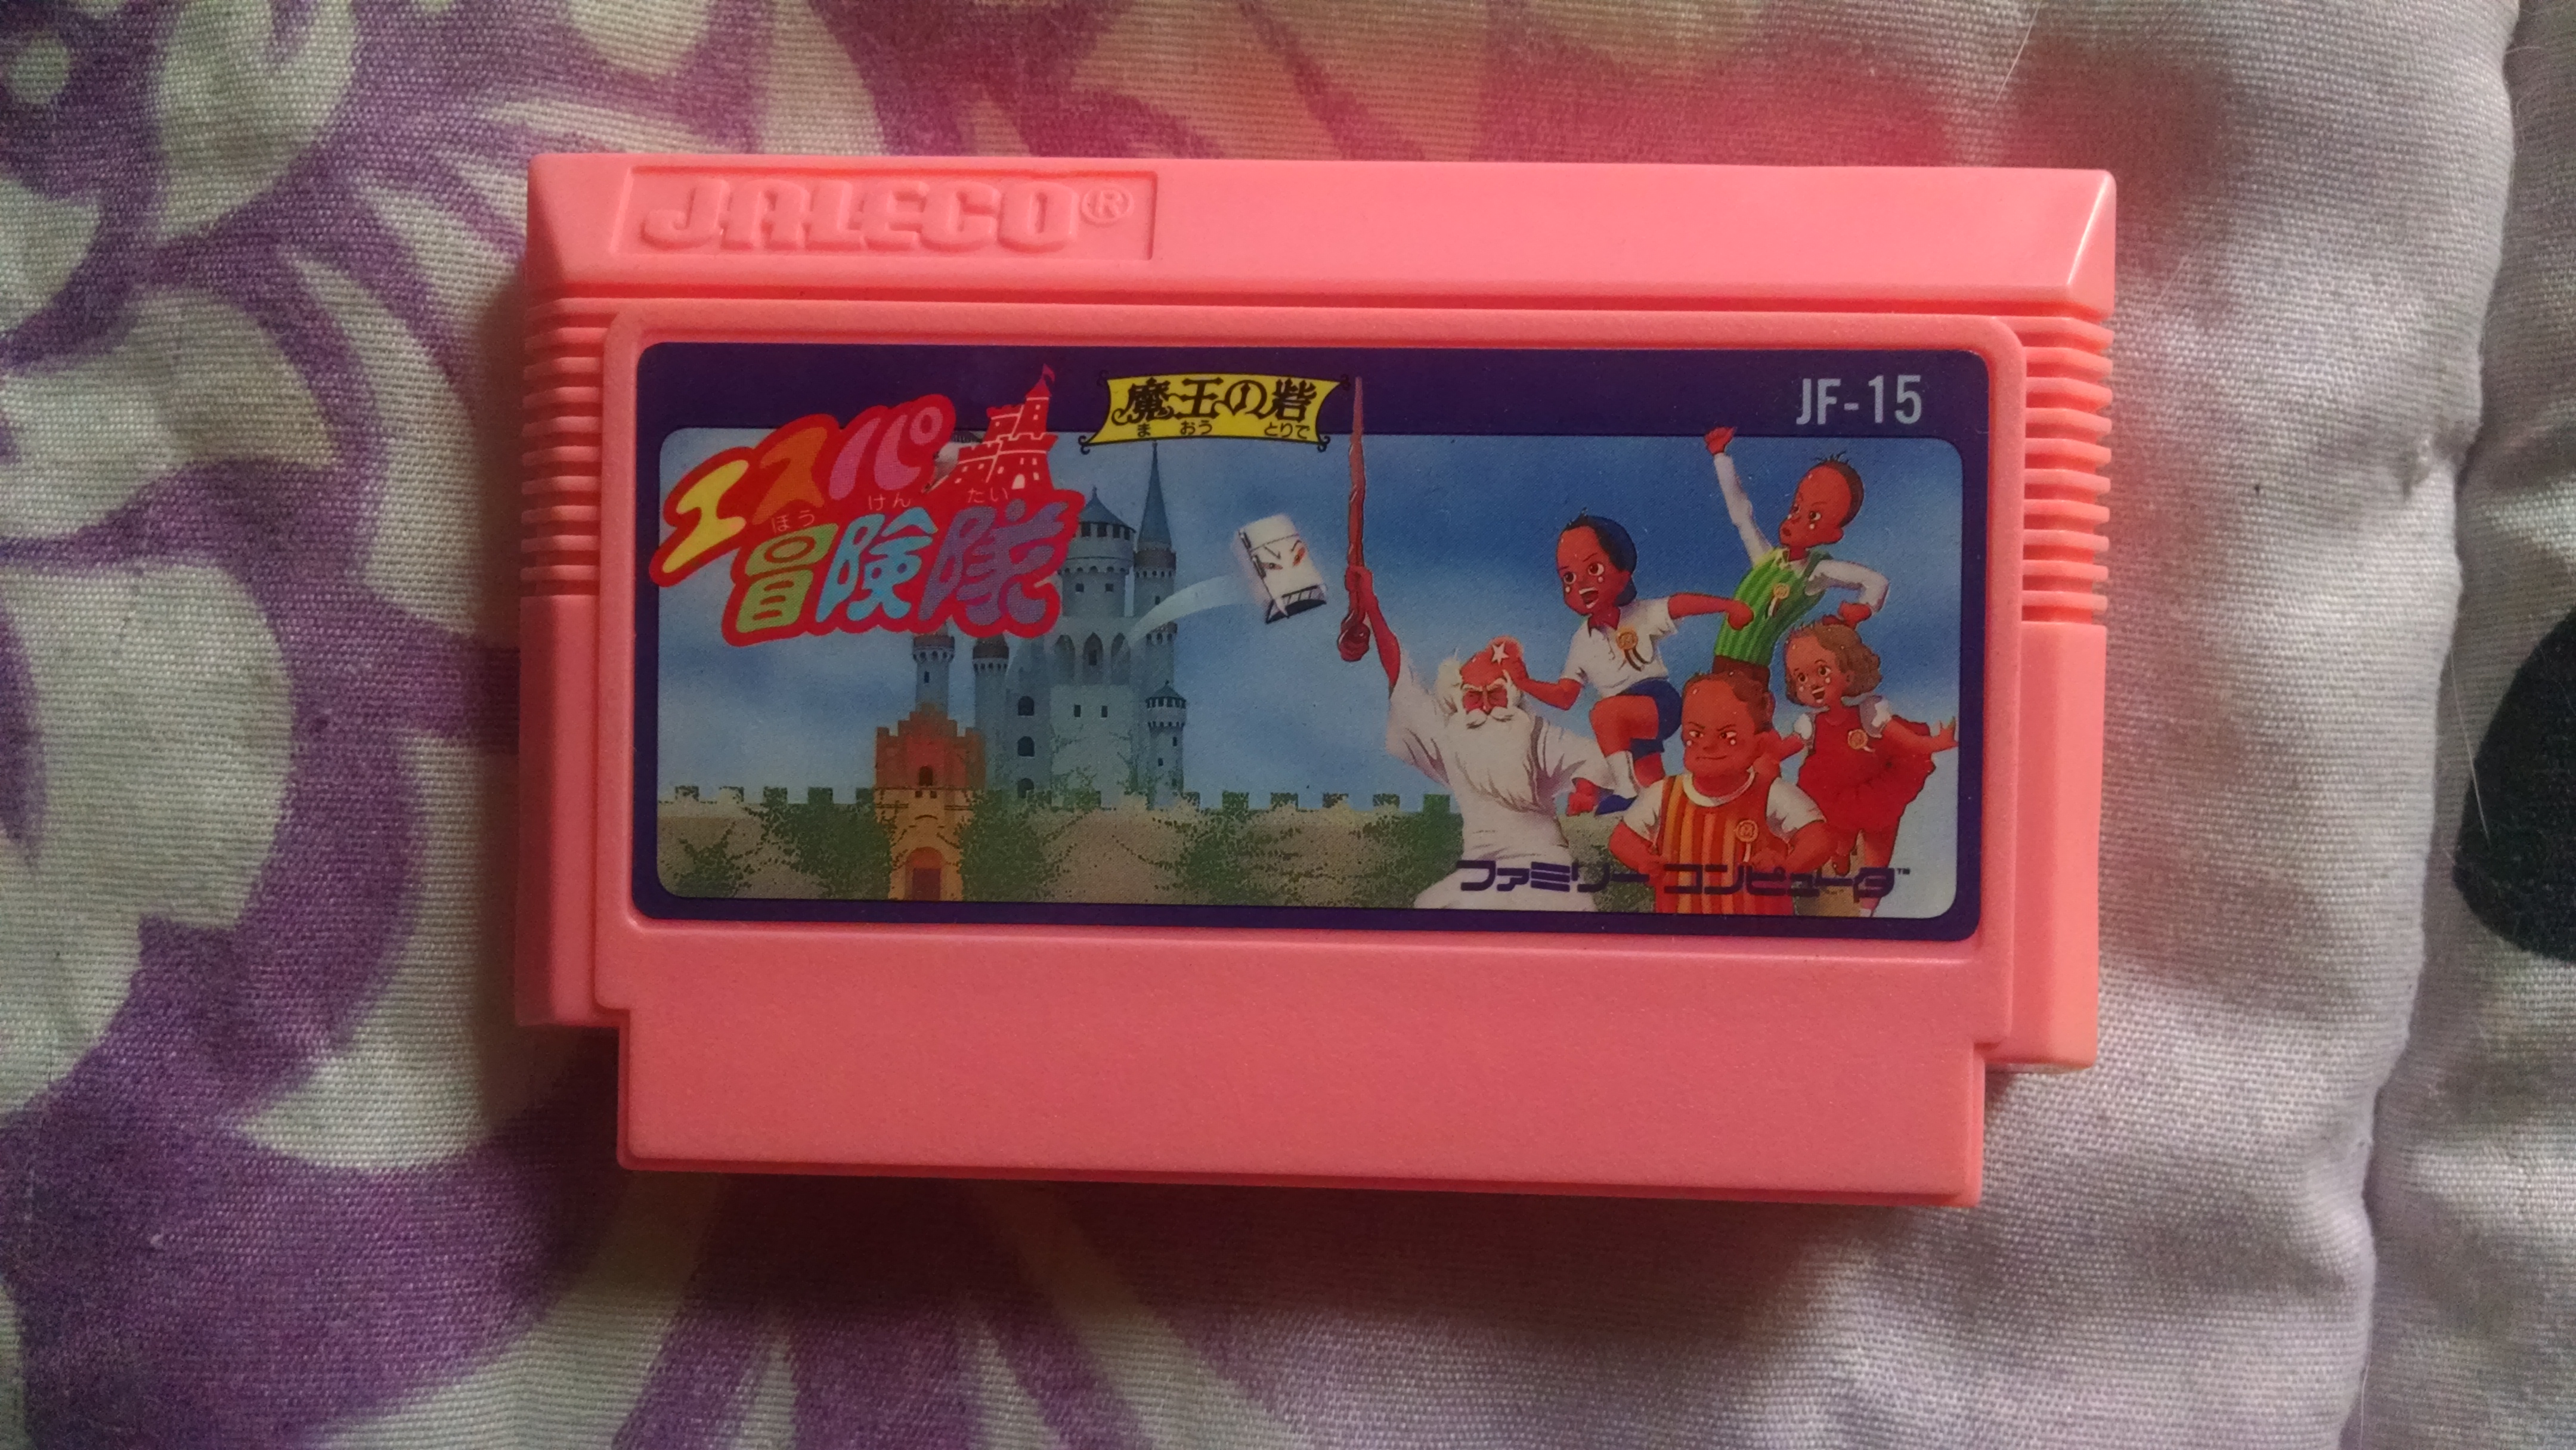 JALECO®
魔王の砦
まおう とりで
JF-15
エスパ
ぼう けん たい
冒険隊
ファミリー コンピュータ™